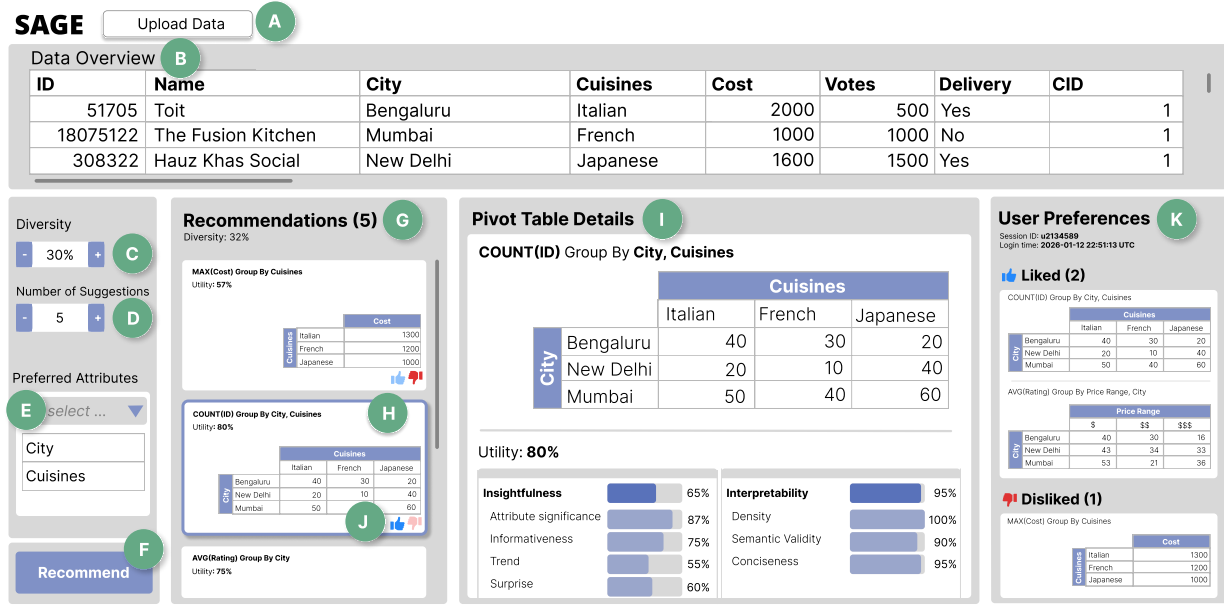 SAGE
Upload Data
A
Data Overview
B
ID Name City Cuisines Cost Votes Delivery CID
51705 Toit Bengaluru Italian 2000 500 Yes 1
18075122 The Fusion Kitchen Mumbai French 1000 1000 No 1
308322 Hauz Khas Social New Delhi Japanese 1600 1500 Yes 1
Diversity
- 30% +
C
Number of Suggestions
- 5 +
D
Preferred Attributes
E
select ...
City
Cuisines
F
Recommend
Recommendations (5)
G
Diversity: 32%
MAX(Cost) Group By Cuisines
Utility: 57%
Cost
Cuisines
Italian 1300
French 1200
Japanese 1000
COUNT(ID) Group By City, Cuisines
H
Utility: 80%
Cuisines
Italian French Japanese
City
Bengaluru 40 30 20
New Delhi 20 10 40
Mumbai 50 60
J
AVG(Rating) Group By City
Utility: 75%
Pivot Table Details
I
COUNT(ID) Group By City, Cuisines
Cuisines
Italian French Japanese
City
Bengaluru 40 30 20
New Delhi 20 10 40
Mumbai 50 40 60
Utility: 80%
Insightfulness 65%
Attribute significance 87%
Informativeness 75%
Trend 55%
Surprise 60%
Interpretability 95%
Density 100%
Semantic Validity 90%
Conciseness 95%
User Preferences
K
Session ID: u2134589
Login time: 2026-01-12 22:51:13 UTC
Liked (2)
COUNT(ID) Group By City, Cuisines
Cuisines
Italian French Japanese
City
Bengaluru 40 30 20
New Delhi 20 10 40
Mumbai 50 40 60
AVG(Rating) Group By Price Range, City
Price Range
$ $$ $$$
City
Bengaluru 40 30 16
New Delhi 43 34 33
Mumbai 53 21 36
Disliked (1)
MAX(Cost) Group By Cuisines
Cost
Cuisines
Italian 1300
French 1200
Japanese 1000